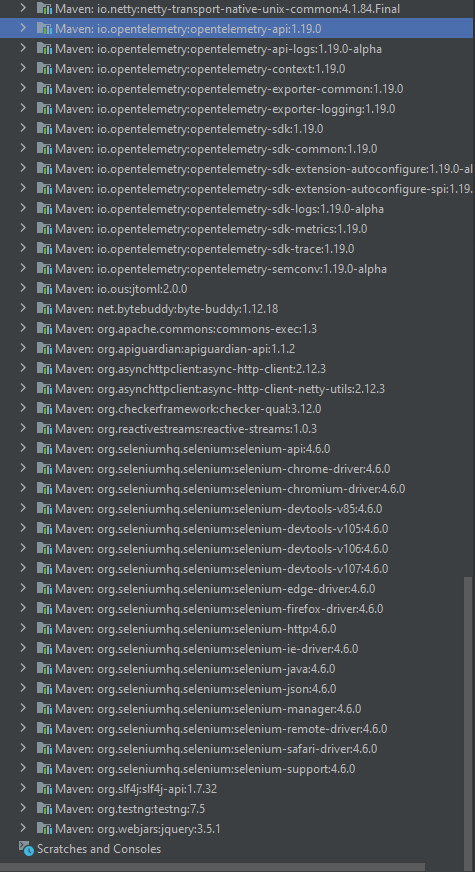 Maven: io.netty:netty-transport-native-unix-common:4.1.84.Final
Maven: io.opentelemetry:opentelemetry-api:1.19.0
Maven: io.opentelemetry:opentelemetry-api-logs:1.19.0-alpha
Maven: io.opentelemetry:opentelemetry-context:1.19.0
Maven: io.opentelemetry:opentelemetry-exporter-common:1.19.0
Maven: io.opentelemetry:opentelemetry-exporter-logging:1.19.0
Maven: io.opentelemetry:opentelemetry-sdk:1.19.0
Maven: io.opentelemetry:opentelemetry-sdk-common:1.19.0
Maven: io.opentelemetry:opentelemetry-sdk-extension-autoconfigure:1.19.0-al
Maven: io.opentelemetry:opentelemetry-sdk-extension-autoconfigure-spi:1.19.
Maven: io.opentelemetry:opentelemetry-sdk-logs:1.19.0-alpha
Maven: io.opentelemetry:opentelemetry-sdk-metrics:1.19.0
Maven: io.opentelemetry:opentelemetry-sdk-trace:1.19.0
Maven: io.opentelemetry:opentelemetry-semconv:1.19.0-alpha
Maven: io.ous:jtoml:2.0.0
Maven: net.bytebuddy:byte-buddy:1.12.18
Maven: org.apache.commons:commons-exec:1.3
Maven: org.apiguardian:apiguardian-api:1.1.2
Maven: org.asynchttpclient:async-http-client:2.12.3
Maven: org.asynchttpclient:async-http-client-netty-utils:2.12.3
Maven: org.checkerframework:checker-qual:3.12.0
Maven: org.reactivestreams:reactive-streams:1.0.3
Maven: org.seleniumhq.selenium:selenium-api:4.6.0
Maven: org.seleniumhq.selenium:selenium-chrome-driver:4.6.0
Maven: org.seleniumhq.selenium:selenium-chromium-driver:4.6.0
Maven: org.seleniumhq.selenium:selenium-devtools-v85:4.6.0
Maven: org.seleniumhq.selenium:selenium-devtools-v105:4.6.0
Maven: org.seleniumhq.selenium:selenium-devtools-v106:4.6.0
Maven: org.seleniumhq.selenium:selenium-devtools-v107:4.6.0
Maven: org.seleniumhq.selenium:selenium-edge-driver:4.6.0
Maven: org.seleniumhq.selenium:selenium-firefox-driver:4.6.0
Maven: org.seleniumhq.selenium:selenium-http:4.6.0
Maven: org.seleniumhq.selenium:selenium-ie-driver:4.6.0
Maven: org.seleniumhq.selenium:selenium-java:4.6.0
Maven: org.seleniumhq.selenium:selenium-json:4.6.0
Maven: org.seleniumhq.selenium:selenium-manager:4.6.0
Maven: org.seleniumhq.selenium:selenium-remote-driver:4.6.0
Maven: org.seleniumhq.selenium:selenium-safari-driver:4.6.0
Maven: org.seleniumhq.selenium:selenium-support:4.6.0
Maven: org.slf4j:slf4j-api:1.7.32
Maven: org.testng:testng:7.5
Maven: org.webjars:jquery:3.5.1
Scratches and Consoles